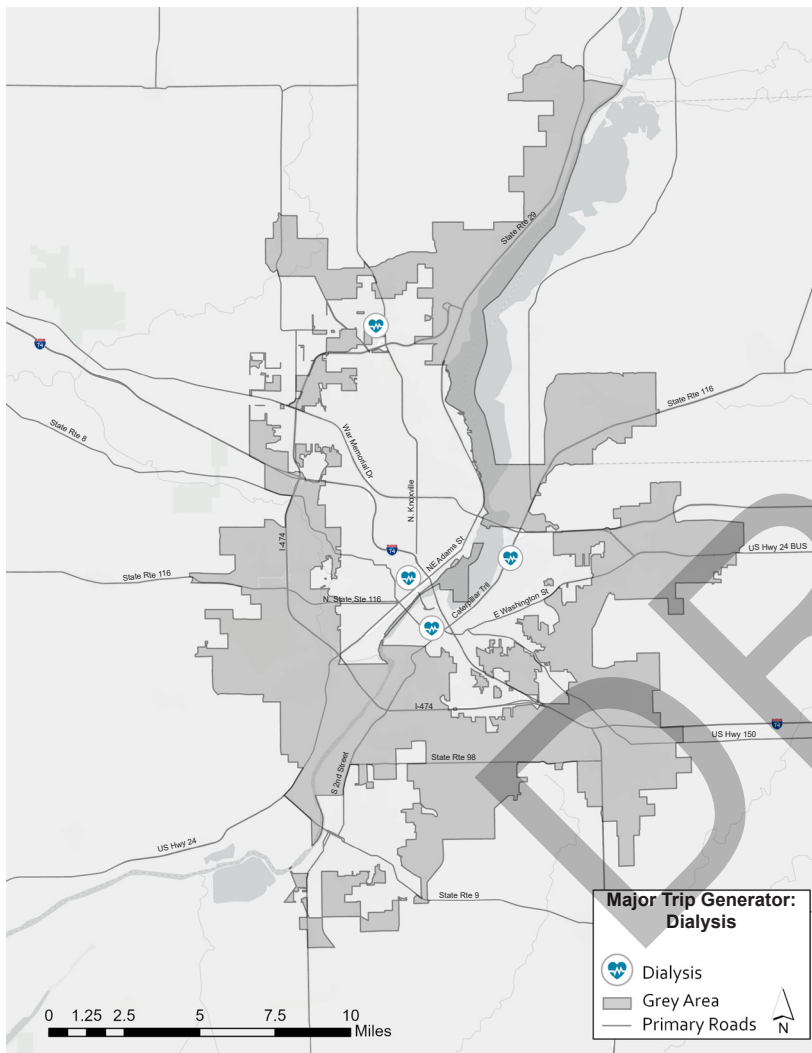 State Rte 29
74
State Rte 116
State Rte 8
War Memorial Dr
N. Knoxville
I-474
74
NE Adams St
US Hwy 24 BUS
State Rte 116
N. State Ste 116
Caterpillar Trl
E Washington St
I-474
74
US Hwy 150
State Rte 98
S 2nd Street
US Hwy 24
State Rte 9
Major Trip Generator:
Dialysis
Dialysis
Grey Area
Primary Roads
N
0 1.25 2.5 5 7.5 10
Miles